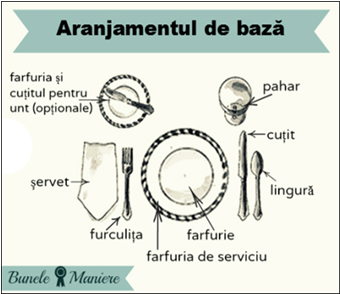 Aranjamentul de bază
farfuria și
cuțitul pentru
unt (opționale)
pahar
cuțit
șervet
lingură
furculița
farfurie
farfuria de serviciu
Bunele Maniere